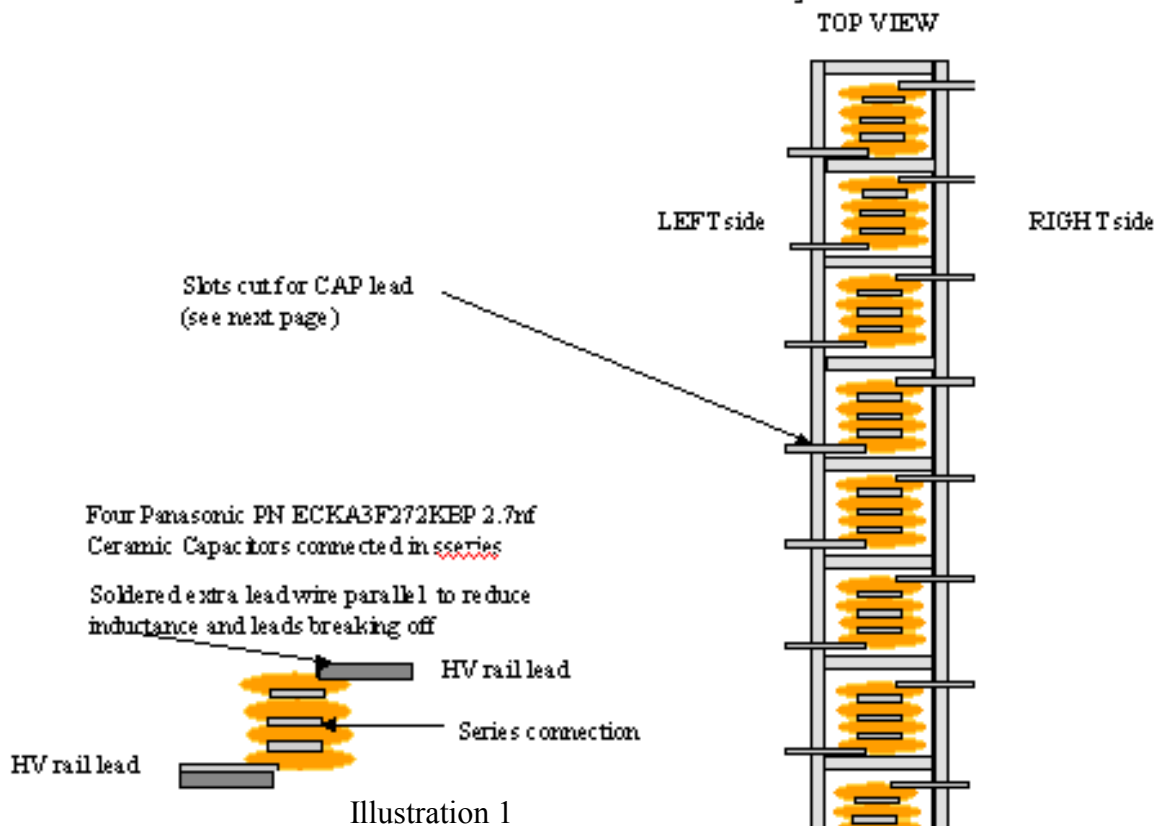 TOP VIEW
LEFT side
RIGHT side
Slots cut for CAP lead
(see next page)
Four Panasonic PN ECKA3F272KBP 2.7nf
Ceramic Capacitors connected in sseries
Soldered extra lead wire parallel to reduce
inductance and leads breaking off
HV rail lead
Series connection
HV rail lead
Illustration 1